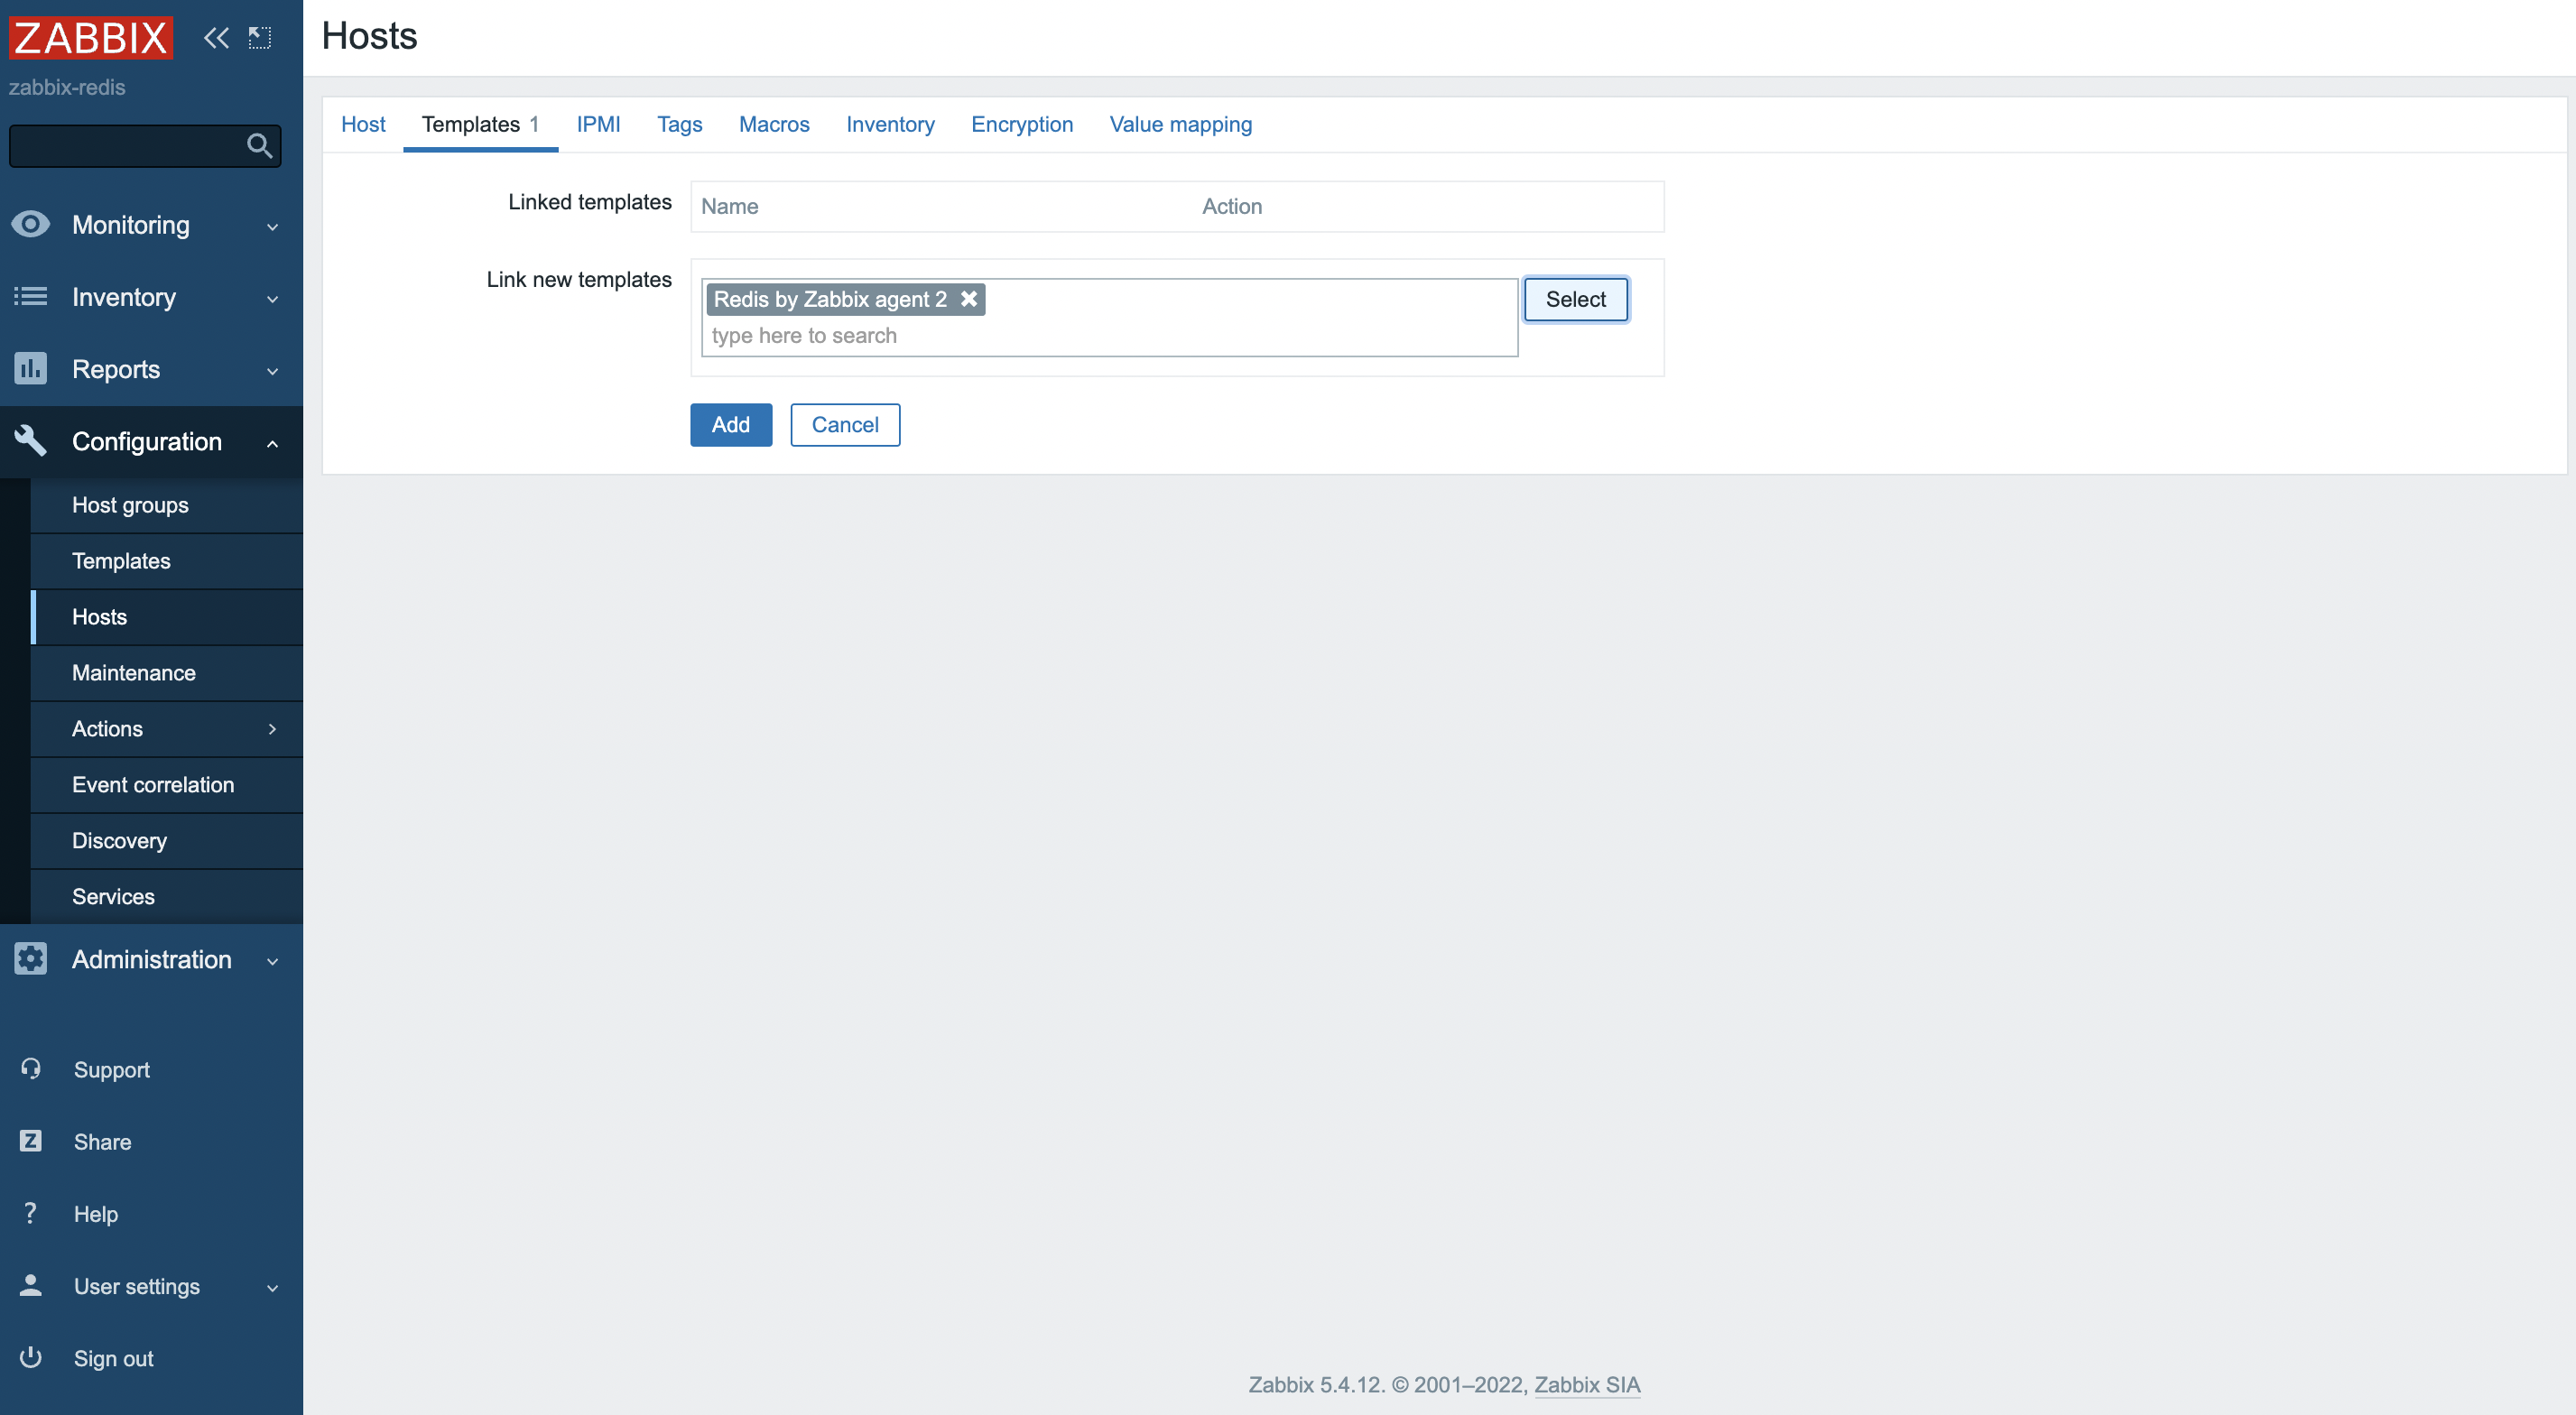 ZABBIX
zabbix-redis
Monitoring
Inventory
Reports
Configuration
Host groups
Templates
Hosts
Maintenance
Actions
Event correlation
Discovery
Services
Administration
Support
Z Share
? Help
User settings
Sign out
Hosts
Host Templates 1 IPMI Tags Macros Inventory Encryption Value mapping
Linked templates Name Action
Link new templates Redis by Zabbix agent 2 Select
type here to search
Add Cancel
Zabbix 5.4.12. © 2001–2022, Zabbix SIA